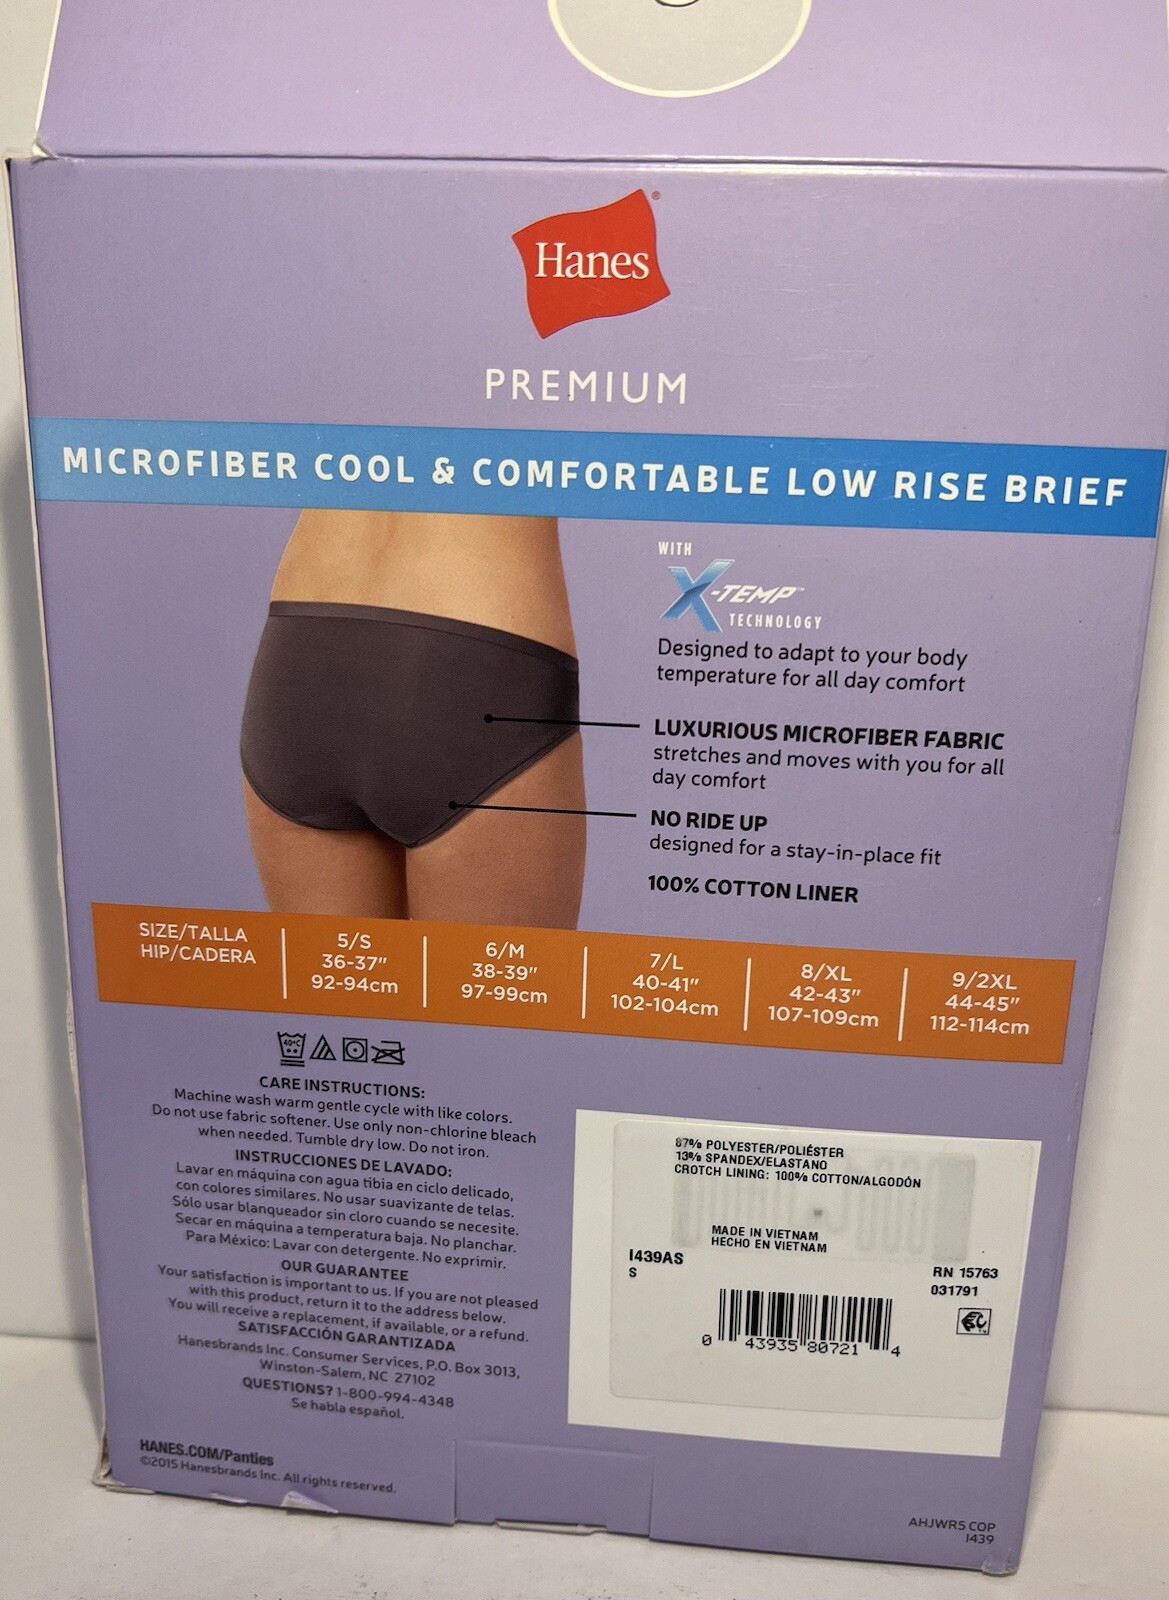 Hanes®
PREMIUM
MICROFIBER COOL & COMFORTABLE LOW RISE BRIEF
WITH
X-TEMP™
TECHNOLOGY
Designed to adapt to your body
temperature for all day comfort
LUXURIOUS MICROFIBER FABRIC
stretches and moves with you for all
day comfort
NO RIDE UP
designed for a stay-in-place fit
100% COTTON LINER
SIZE/TALLA
HIP/CADERA
5/S
36-37"
92-94cm
6/M
38-39"
97-99cm
7/L
40-41"
102-104cm
8/XL
42-43"
107-109cm
9/2XL
44-45"
112-114cm
40°C
CARE INSTRUCTIONS:
Machine wash warm gentle cycle with like colors.
Do not use fabric softener. Use only non-chlorine bleach
when needed. Tumble dry low. Do not iron.
INSTRUCCIONES DE LAVADO:
Lavar en máquina con agua tibia en ciclo delicado,
con colores similares. No usar suavizante de telas.
Sólo usar blanqueador sin cloro cuando se necesite.
Secar en máquina a temperatura baja. No planchar.
Para México: Lavar con detergente. No exprimir.
OUR GUARANTEE
Your satisfaction is important to us. If you are not pleased
with this product, return it to the address below.
You will receive a replacement, if available, or a refund.
SATISFACCIÓN GARANTIZADA
Hanesbrands Inc. Consumer Services, P.O. Box 3013,
Winston-Salem, NC 27102
QUESTIONS? 1-800-994-4348
Se habla español.
HANES.COM/Panties
©2015 Hanesbrands Inc. All rights reserved.
87% POLYESTER/POLIÉSTER
13% SPANDEX/ELASTANO
CROTCH LINING: 100% COTTON/ALGODÓN
MADE IN VIETNAM
HECHO EN VIETNAM
I439AS
S
RN 15763
031791
0 43935 80721 4
AHJWR5 COP
I439